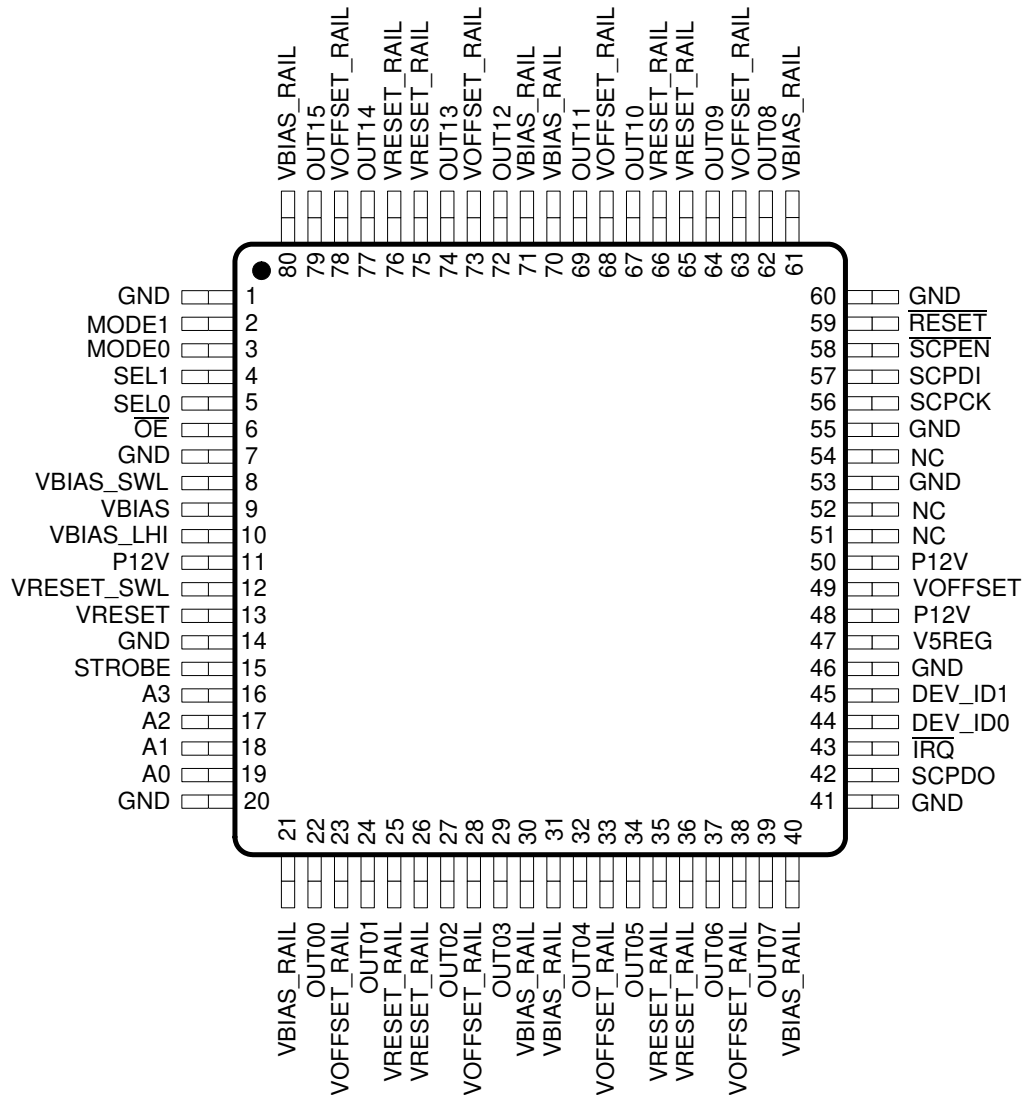 VBIAS_RAIL
OUT15
VOFFSET_RAIL
OUT14
VRESET_RAIL
VRESET_RAIL
OUT13
VOFFSET_RAIL
OUT12
VBIAS_RAIL
VBIAS_RAIL
OUT11
VOFFSET_RAIL
OUT10
VRESET_RAIL
VRESET_RAIL
OUT09
VOFFSET_RAIL
OUT08
VBIAS_RAIL
80
79
78
77
76
75
74
73
72
71
70
69
68
67
66
65
64
63
62
61
GND 1
MODE1 2
MODE0 3
SEL1 4
SEL0 5
OE 6
GND 7
VBIAS_SWL 8
VBIAS 9
VBIAS_LHI 10
P12V 11
VRESET_SWL 12
VRESET 13
GND 14
STROBE 15
A3 16
A2 17
A1 18
A0 19
GND 20
60 GND
59 RESET
58 SCPEN
57 SCPDI
56 SCPCK
55 GND
54 NC
53 GND
52 NC
51 NC
50 P12V
49 VOFFSET
48 P12V
47 V5REG
46 GND
45 DEV_ID1
44 DEV_ID0
43 IRQ
42 SCPDO
41 GND
21
22
23
24
25
26
27
28
29
30
31
32
33
34
35
36
37
38
39
40
VBIAS_RAIL
OUT00
VOFFSET_RAIL
OUT01
VRESET_RAIL
VRESET_RAIL
OUT02
VOFFSET_RAIL
OUT03
VBIAS_RAIL
VBIAS_RAIL
OUT04
VOFFSET_RAIL
OUT05
VRESET_RAIL
VRESET_RAIL
OUT06
VOFFSET_RAIL
OUT07
VBIAS_RAIL